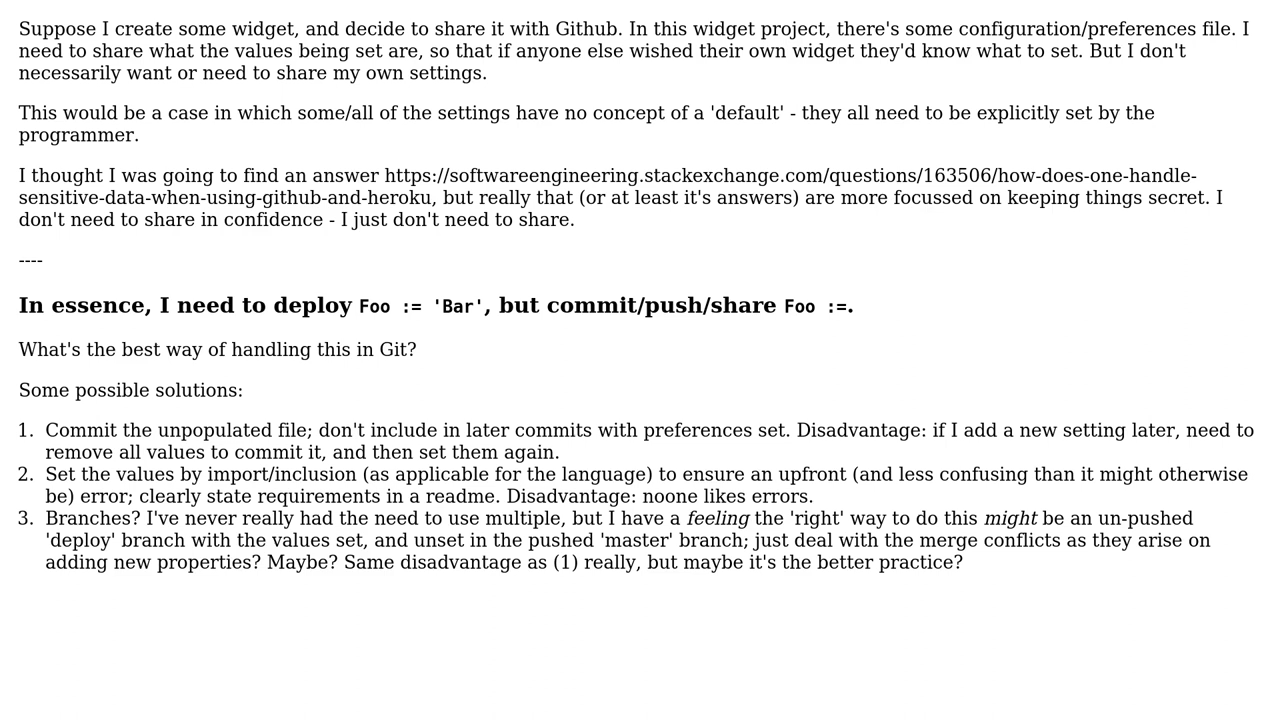 Suppose I create some widget, and decide to share it with Github. In this widget project, there's some configuration/preferences file. I
need to share what the values being set are, so that if anyone else wished their own widget they'd know what to set. But I don't
necessarily want or need to share my own settings.
This would be a case in which some/all of the settings have no concept of a 'default' - they all need to be explicitly set by the
programmer.
I thought I was going to find an answer https://softwareengineering.stackexchange.com/questions/163506/how-does-one-handle-
sensitive-data-when-using-github-and-heroku, but really that (or at least it's answers) are more focussed on keeping things secret. I
don't need to share in confidence - I just don't need to share.
----
In essence, I need to deploy Foo := 'Bar', but commit/push/share Foo :=.
What's the best way of handling this in Git?
Some possible solutions:
1. Commit the unpopulated file; don't include in later commits with preferences set. Disadvantage: if I add a new setting later, need to
remove all values to commit it, and then set them again.
2. Set the values by import/inclusion (as applicable for the language) to ensure an upfront (and less confusing than it might otherwise
be) error; clearly state requirements in a readme. Disadvantage: noone likes errors.
3. Branches? I've never really had the need to use multiple, but I have a feeling the 'right' way to do this might be an un-pushed
'deploy' branch with the values set, and unset in the pushed 'master' branch; just deal with the merge conflicts as they arise on
adding new properties? Maybe? Same disadvantage as (1) really, but maybe it's the better practice?